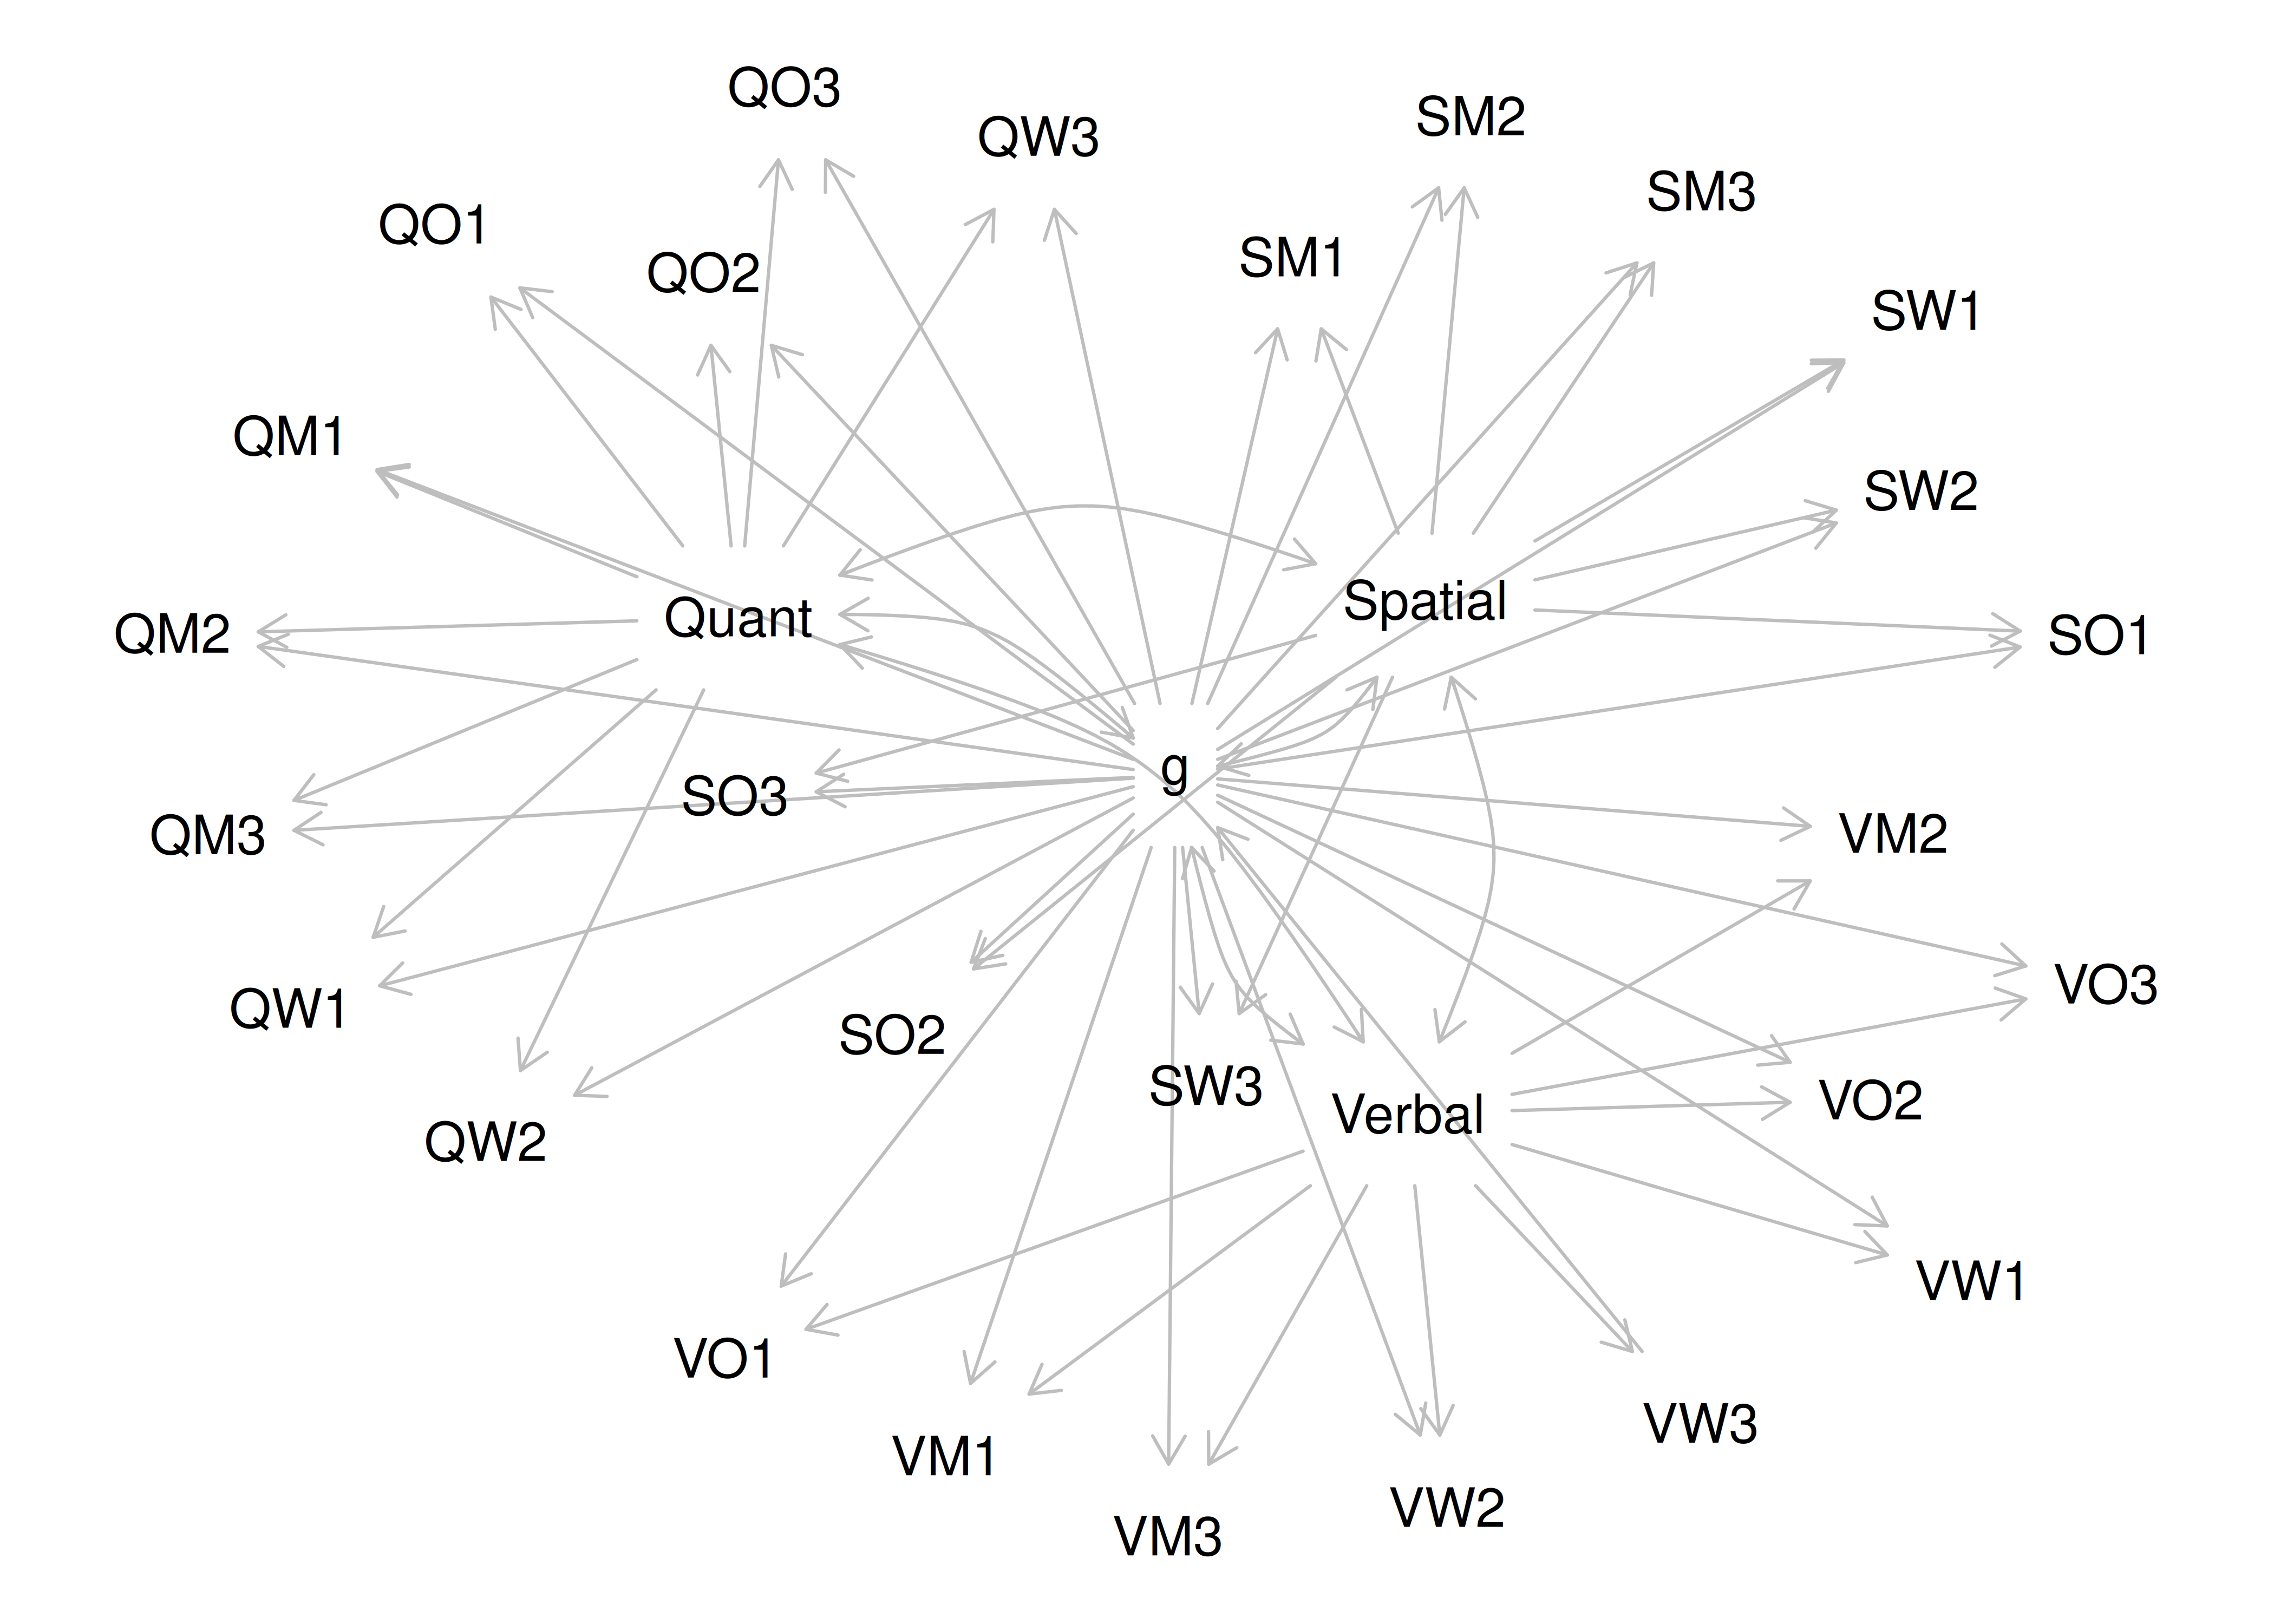 QO3
SM2
QW3
SM3
QO1
SM1
QO2
SW1
QM1
SW2
Spatial
Quant
QM2
SO1
g
SO3
QM3
VM2
VO3
QW1
SO2
SW3
VO2
Verbal
QW2
VW1
VO1
VW3
VM1
VW2
VM3